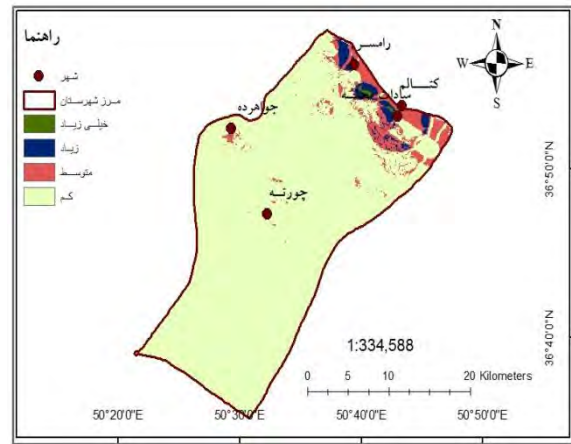 راهنما
شهر
مرز شهرستان
خیلی زیاد
زیاد
متوسط
کم
رامسر
کتالم
سادات
جواهرده
چورته
N
W E
S
36°50'0"N
36°40'0"N
1:334,588
0 5 10 20 Kilometers
50°20'0"E 50°30'0"E 50°40'0"E 50°50'0"E